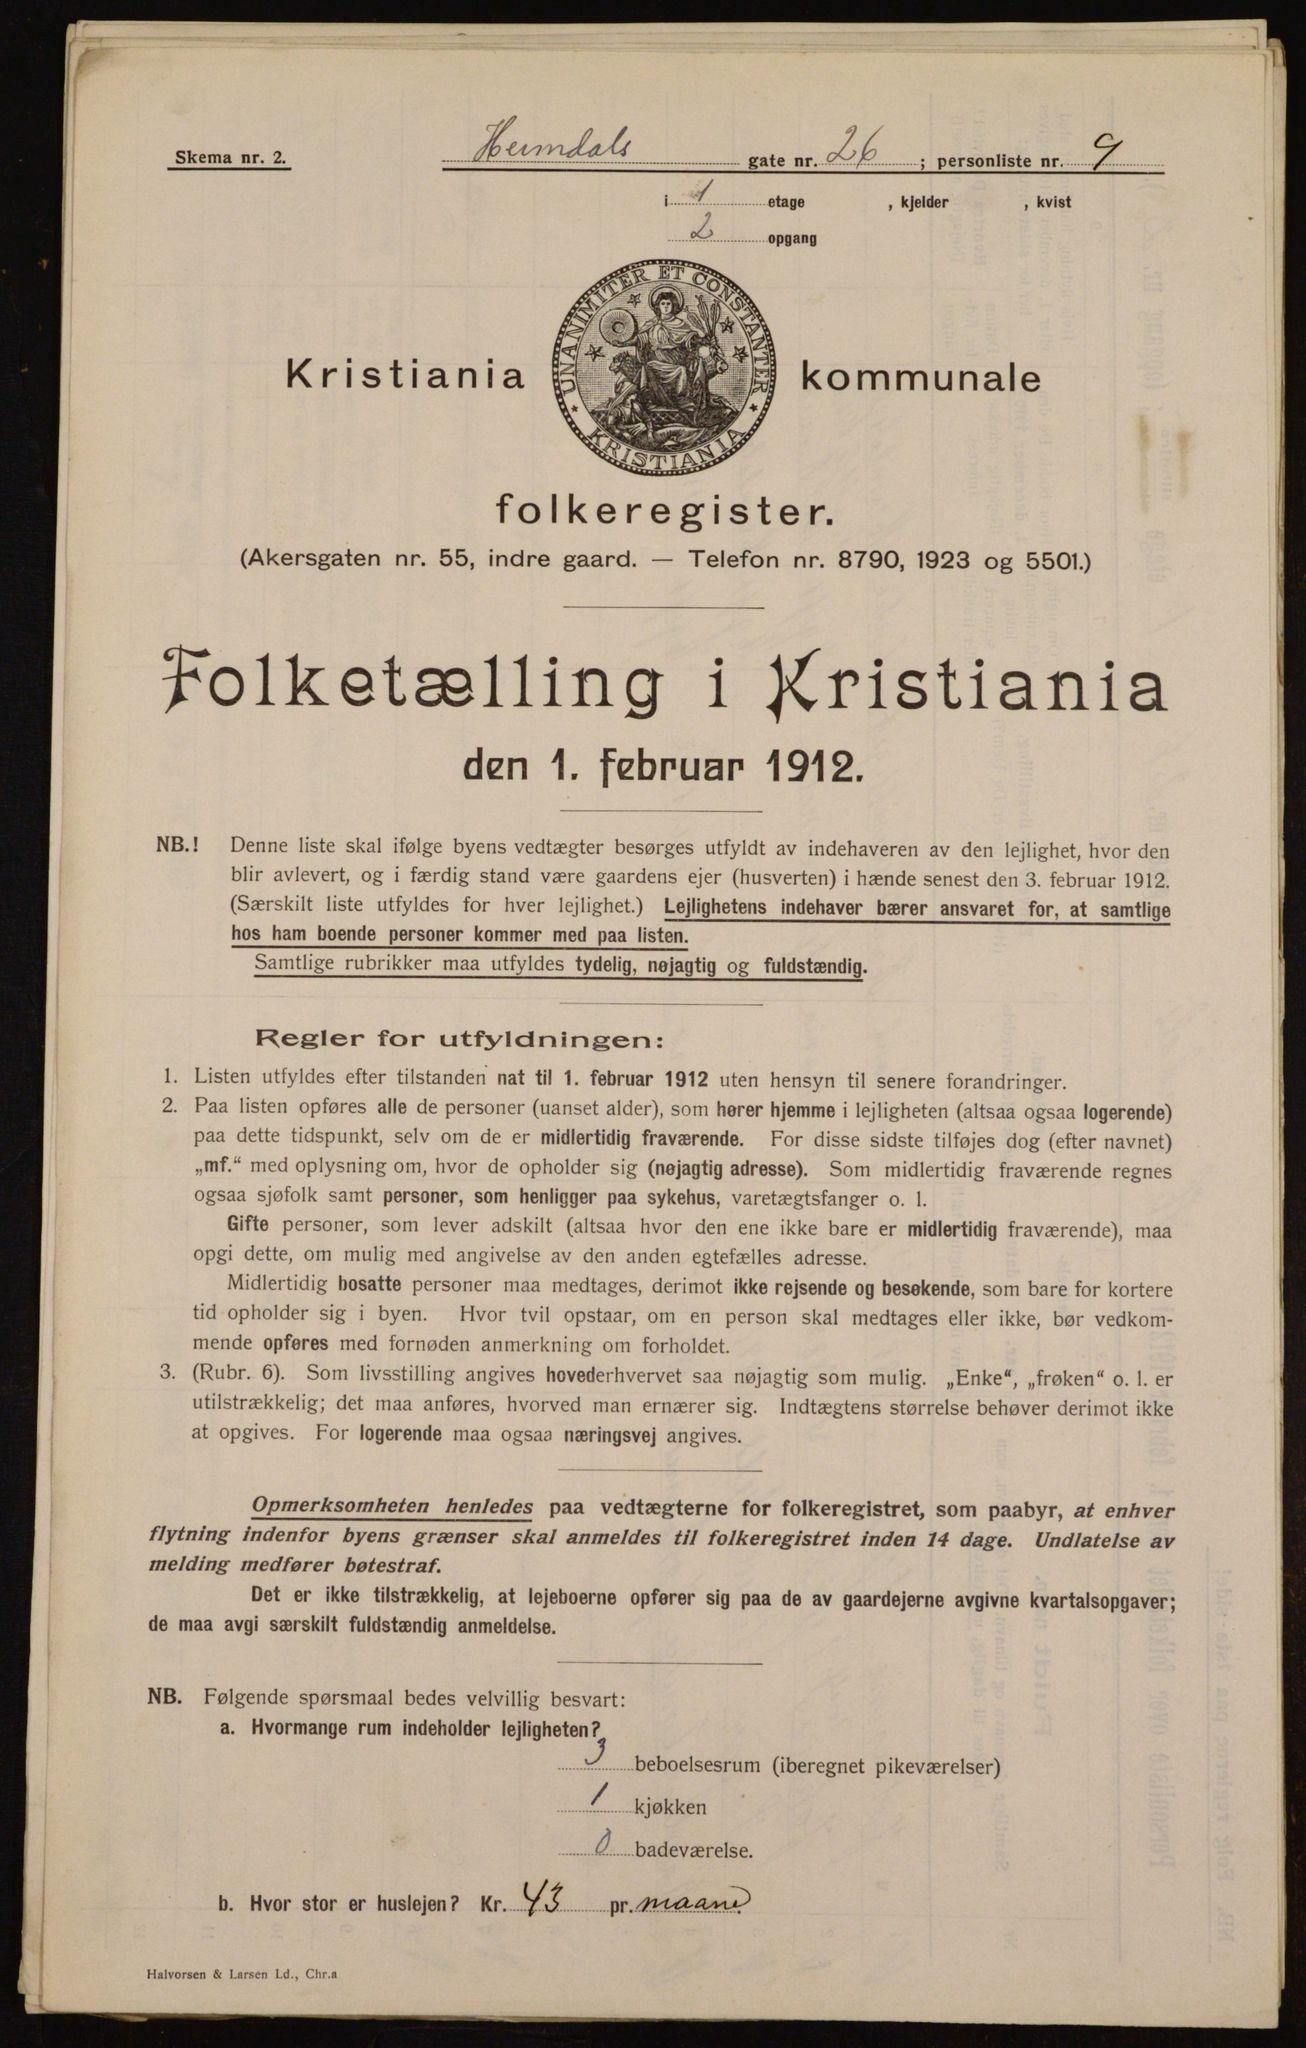 Skema nr. 2.
Heimdals gate nr. 26 ; personliste nr. 9
i 1 etage , kjelder , kvist
2 opgang
UNANIMITER ET CONSTANTER
KRISTIANIA
Kristiania kommunale
folkeregister.
(Akersgaten nr. 55, indre gaard. — Telefon nr. 8790, 1923 og 5501.)
Folketælling i Kristiania
den 1. februar 1912.
NB.! Denne liste skal ifølge byens vedtægter besørges utfyldt av indehaveren av den lejlighet, hvor den
blir avlevert, og i færdig stand være gaardens ejer (husverten) i hænde senest den 3. februar 1912.
(Særskilt liste utfyldes for hver lejlighet.) Lejlighetens indehaver bærer ansvaret for, at samtlige
hos ham boende personer kommer med paa listen.
Samtlige rubrikker maa utfyldes tydelig, nøjagtig og fuldstændig.
Regler for utfyldningen:
1. Listen utfyldes efter tilstanden nat til 1. februar 1912 uten hensyn til senere forandringer.
2. Paa listen opføres alle de personer (uanset alder), som hører hjemme i lejligheten (altsaa ogsaa logerende)
paa dette tidspunkt, selv om de er midlertidig fraværende. For disse sidste tilføjes dog (efter navnet)
„mf.“ med oplysning om, hvor de opholder sig (nøjagtig adresse). Som midlertidig fraværende regnes
ogsaa sjøfolk samt personer, som henligger paa sykehus, varetægtsfanger o. l.
Gifte personer, som lever adskilt (altsaa hvor den ene ikke bare er midlertidig fraværende), maa
opgi dette, om mulig med angivelse av den anden egtefælles adresse.
Midlertidig bosatte personer maa medtages, derimot ikke rejsende og besøkende, som bare for kortere
tid opholder sig i byen. Hvor tvil opstaar, om en person skal medtages eller ikke, bør vedkom-
mende opføres med fornøden anmerkning om forholdet.
3. (Rubr. 6). Som livsstilling angives hovederhvervet saa nøjagtig som mulig. „Enke“, „frøken“ o. l. er
utilstrækkelig; det maa anføres, hvorved man ernærer sig. Indtægtens størrelse behøver derimot ikke
at opgives. For logerende maa ogsaa næringsvej angives.
Opmerksomheten henledes paa vedtægterne for folkeregistret, som paabyr, at enhver
flytning indenfor byens grænser skal anmeldes til folkeregistret inden 14 dage. Undlatelse av
melding medfører bøtestraf.
Det er ikke tilstrækkelig, at lejeboerne opfører sig paa de av gaardejerne avgivne kvartalsopgaver;
de maa avgi særskilt fuldstændig anmeldelse.
NB. Følgende spørsmaal bedes velvillig besvart:
a. Hvormange rum indeholder lejligheten?
3 beboelsesrum (iberegnet pikeværelser)
1 kjøkken
0 badeværelse.
b. Hvor stor er huslejen? Kr. 43 pr. maane.
Halvorsen & Larsen Ld., Chr.a